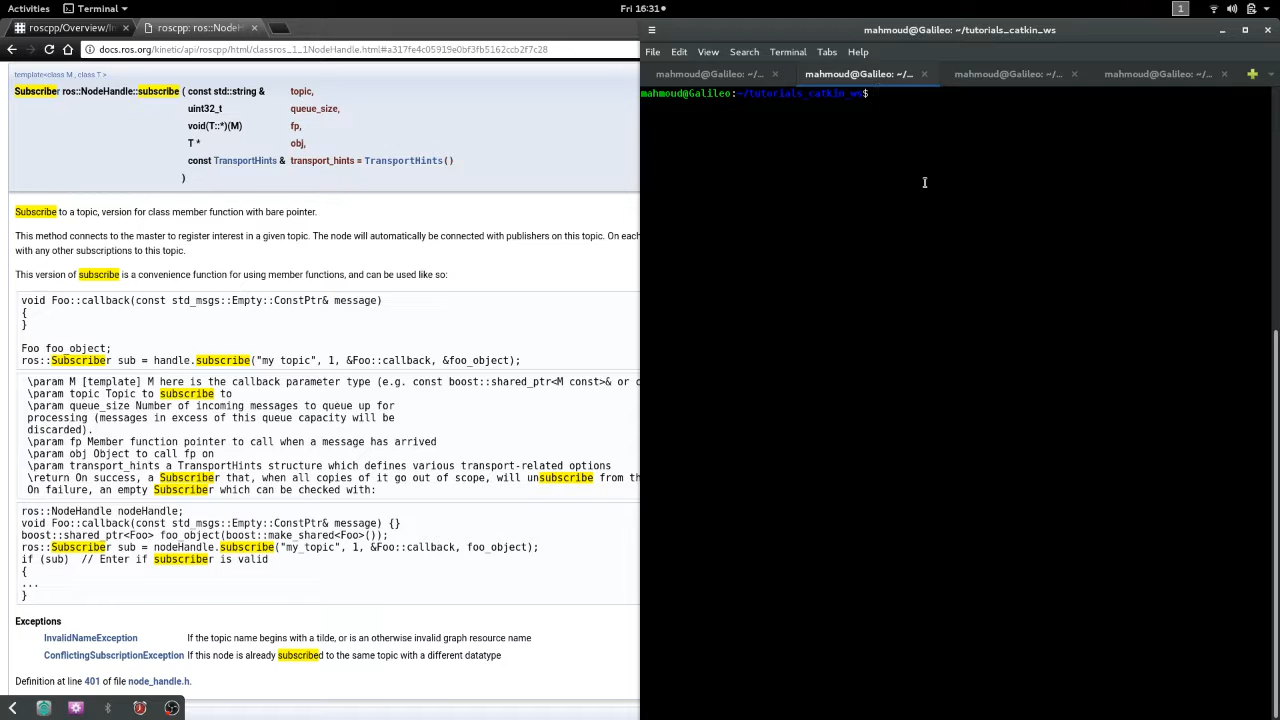 Activities
Terminal
Fri 16:31
1
roscpp/Overview/In
roscpp: ros::NodeH
docs.ros.org/kinetic/api/roscpp/html/classros_1_1NodeHandle.html#a317fe4c05919e0bf3fb5162ccb2f7c28
template<class M , class T >
Subscriber ros::NodeHandle::subscribe ( const std::string & topic,
uint32_t queue_size,
void(T::*)(M) fp,
T * obj,
const TransportHints & transport_hints = TransportHints()
)
Subscribe to a topic, version for class member function with bare pointer.
This method connects to the master to register interest in a given topic. The node will automatically be connected with publishers on this topic. On each
with any other subscriptions to this topic.
This version of subscribe is a convenience function for using member functions, and can be used like so:
void Foo::callback(const std_msgs::Empty::ConstPtr& message)
{
}
Foo foo_object;
ros::Subscriber sub = handle.subscribe("my_topic", 1, &Foo::callback, &foo_object);
\param M [template] M here is the callback parameter type (e.g. const boost::shared_ptr<M const>& or c
\param topic Topic to subscribe to
\param queue_size Number of incoming messages to queue up for
processing (messages in excess of this queue capacity will be
discarded).
\param fp Member function pointer to call when a message has arrived
\param obj Object to call fp on
\param transport_hints a TransportHints structure which defines various transport-related options
\return On success, a Subscriber that, when all copies of it go out of scope, will unsubscribe from th
On failure, an empty Subscriber which can be checked with:
ros::NodeHandle nodeHandle;
void Foo::callback(const std_msgs::Empty::ConstPtr& message) {}
boost::shared_ptr<Foo> foo_object(boost::make_shared<Foo>());
ros::Subscriber sub = nodeHandle.subscribe("my_topic", 1, &Foo::callback, foo_object);
if (sub) // Enter if subscriber is valid
{
...
}
Exceptions
InvalidNameException If the topic name begins with a tilde, or is an otherwise invalid graph resource name
ConflictingSubscriptionException If this node is already subscribed to the same topic with a different datatype
Definition at line 401 of file node_handle.h.
mahmoud@Galileo: ~/tutorials_catkin_ws
File Edit View Search Terminal Tabs Help
mahmoud@Galileo: ~/...
mahmoud@Galileo: ~/...
mahmoud@Galileo: ~/...
mahmoud@Galileo: ~/...
mahmoud@Galileo:~/tutorials_catkin_ws$